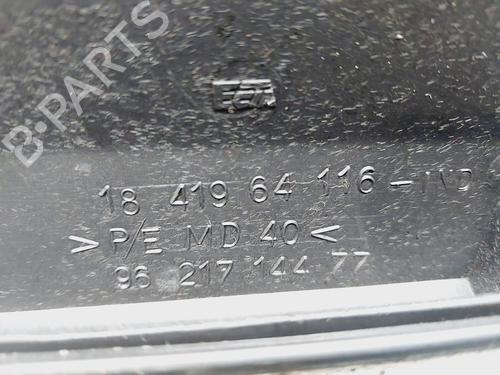 B-PARTS
18 419 64 116-IND
>P/E MD 40<
96 217 144 77